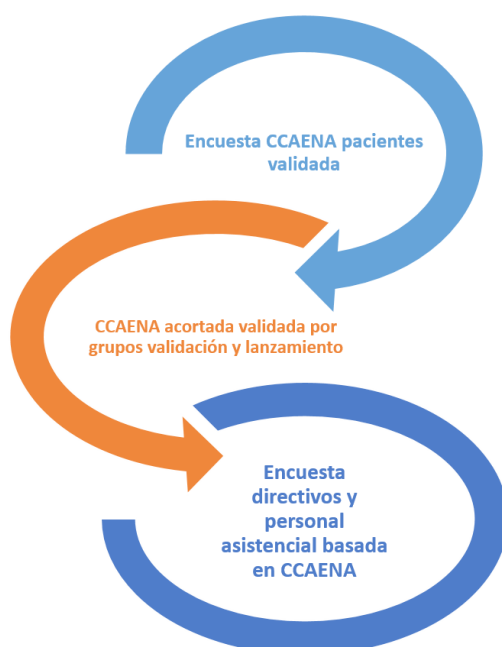 Encuesta CCAENA pacientes
validada
CCAENA acortada validada por
grupos validación y lanzamiento
Encuesta
directivos y
personal
asistencial basada
en CCAENA